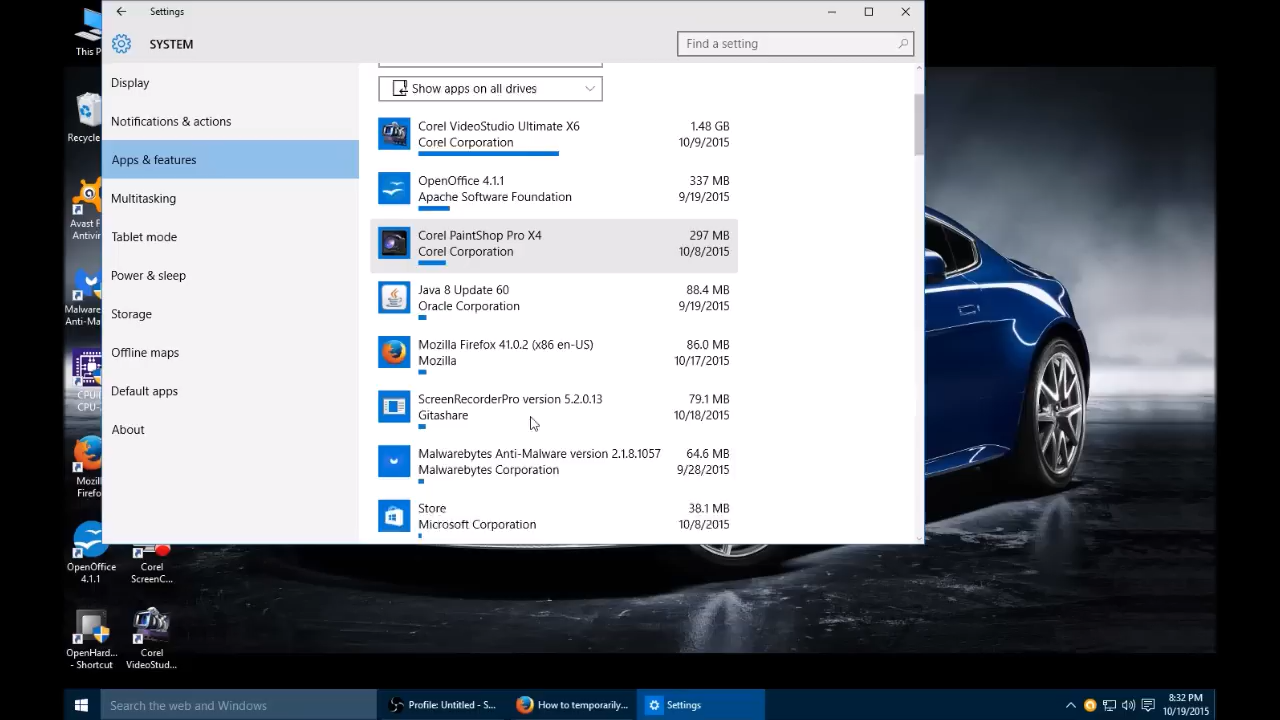 Settings
SYSTEM
Find a setting
Display
Notifications & actions
Apps & features
Multitasking
Tablet mode
Power & sleep
Storage
Offline maps
Default apps
About
Show apps on all drives
Corel VideoStudio Ultimate X6 1.48 GB
Corel Corporation 10/9/2015
OpenOffice 4.1.1 337 MB
Apache Software Foundation 9/19/2015
Corel PaintShop Pro X4 297 MB
Corel Corporation 10/8/2015
Java 8 Update 60 88.4 MB
Oracle Corporation 9/19/2015
Mozilla Firefox 41.0.2 (x86 en-US) 86.0 MB
Mozilla 10/17/2015
ScreenRecorderPro version 5.2.0.13 79.1 MB
Gitashare 10/18/2015
Malwarebytes Anti-Malware version 2.1.8.1057 64.6 MB
Malwarebytes Corporation 9/28/2015
Store 38.1 MB
Microsoft Corporation 10/8/2015
This P
Recycle
Avast F
Antivir
Malware
Anti-Ma
CPUI
CPU-
Mozil
Firefo
OpenOffice
4.1.1
Corel
ScreenC...
OpenHard...
- Shortcut
Corel
VideoStud...
Search the web and Windows
Profile: Untitled - S...
How to temporarily...
Settings
8:32 PM
10/19/2015